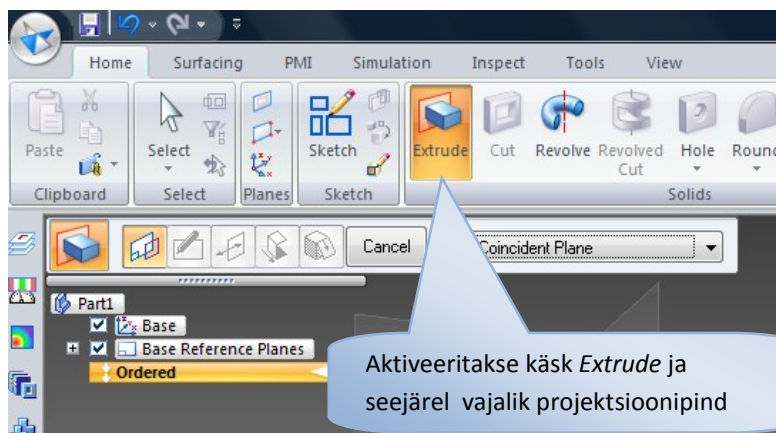 Home Surfacing PMI Simulation Inspect Tools View
Paste Select Sketch Extrude Cut Revolve Revolved Cut Hole Round
Clipboard Select Planes Sketch Solids
Cancel Coincident Plane
Part1
Base
Base Reference Planes
Ordered
Aktiveeritakse käsk Extrude ja
seejärel vajalik projektsioonipind